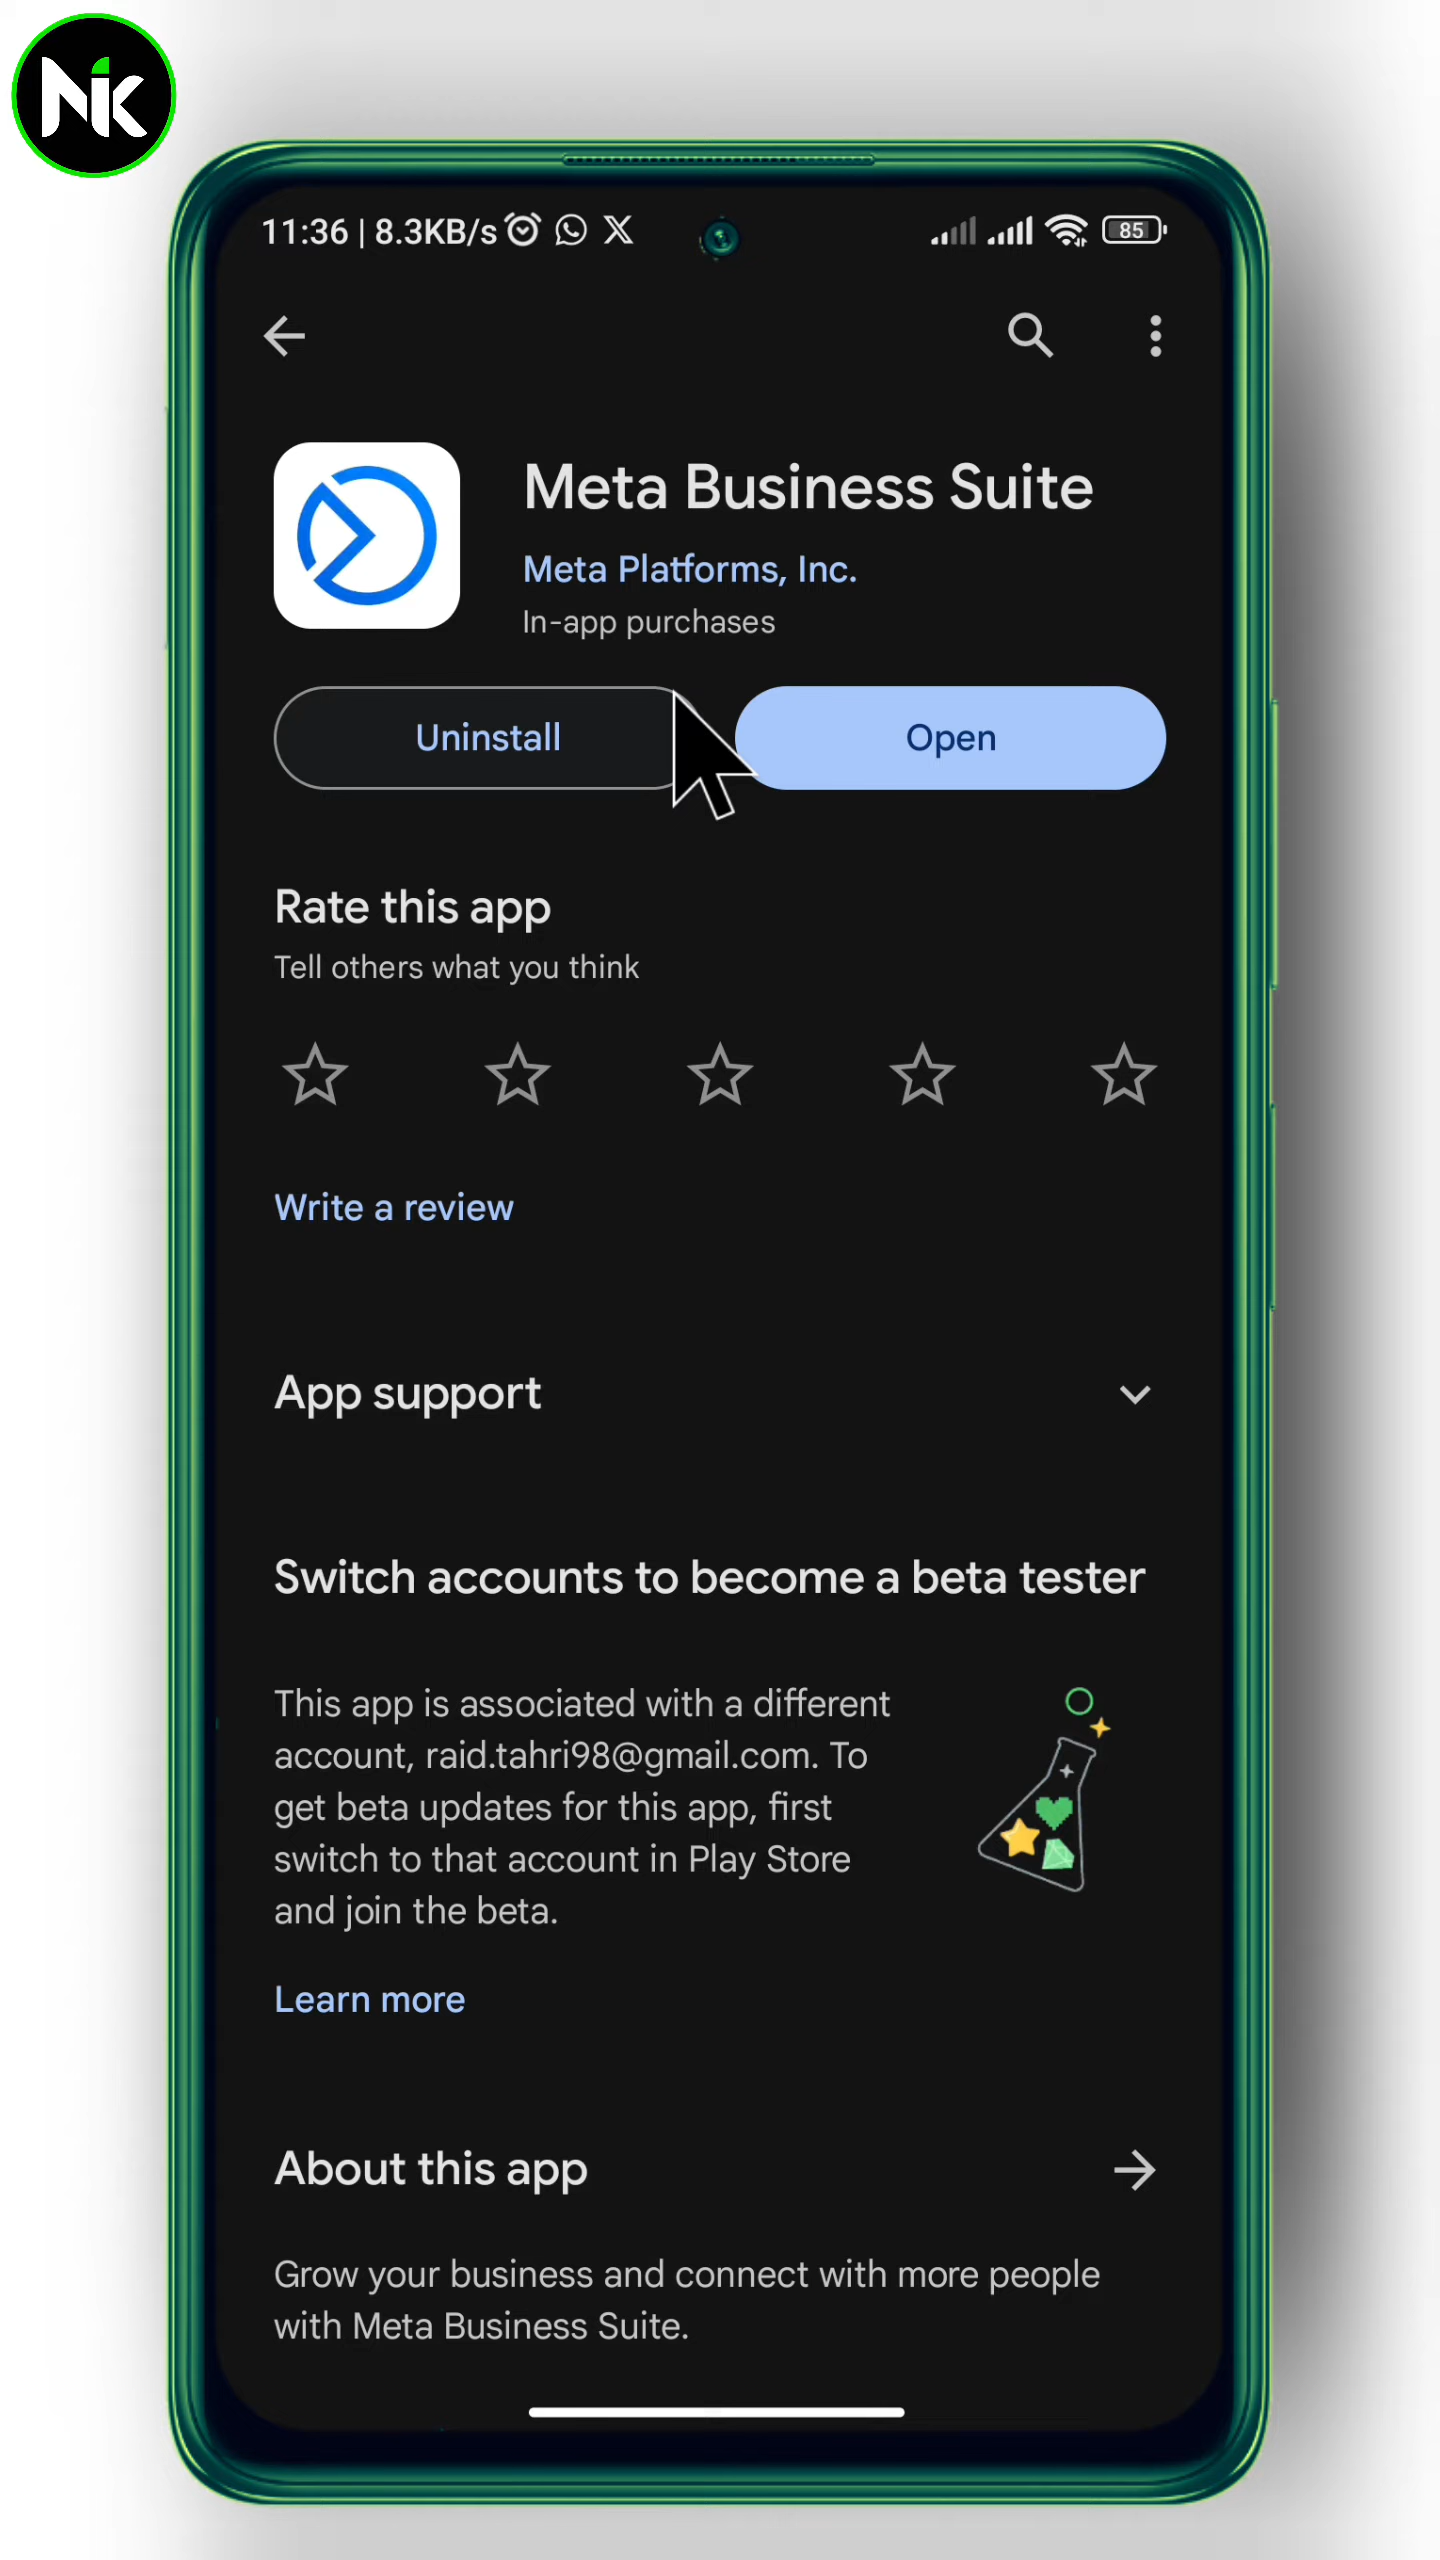 NiK
11:36 | 8.3KB/s
85
Meta Business Suite
Meta Platforms, Inc.
In-app purchases
Uninstall
Open
Rate this app
Tell others what you think
Write a review
App support
Switch accounts to become a beta tester
This app is associated with a different
account, raid.tahri98@gmail.com. To
get beta updates for this app, first
switch to that account in Play Store
and join the beta.
Learn more
About this app
Grow your business and connect with more people
with Meta Business Suite.